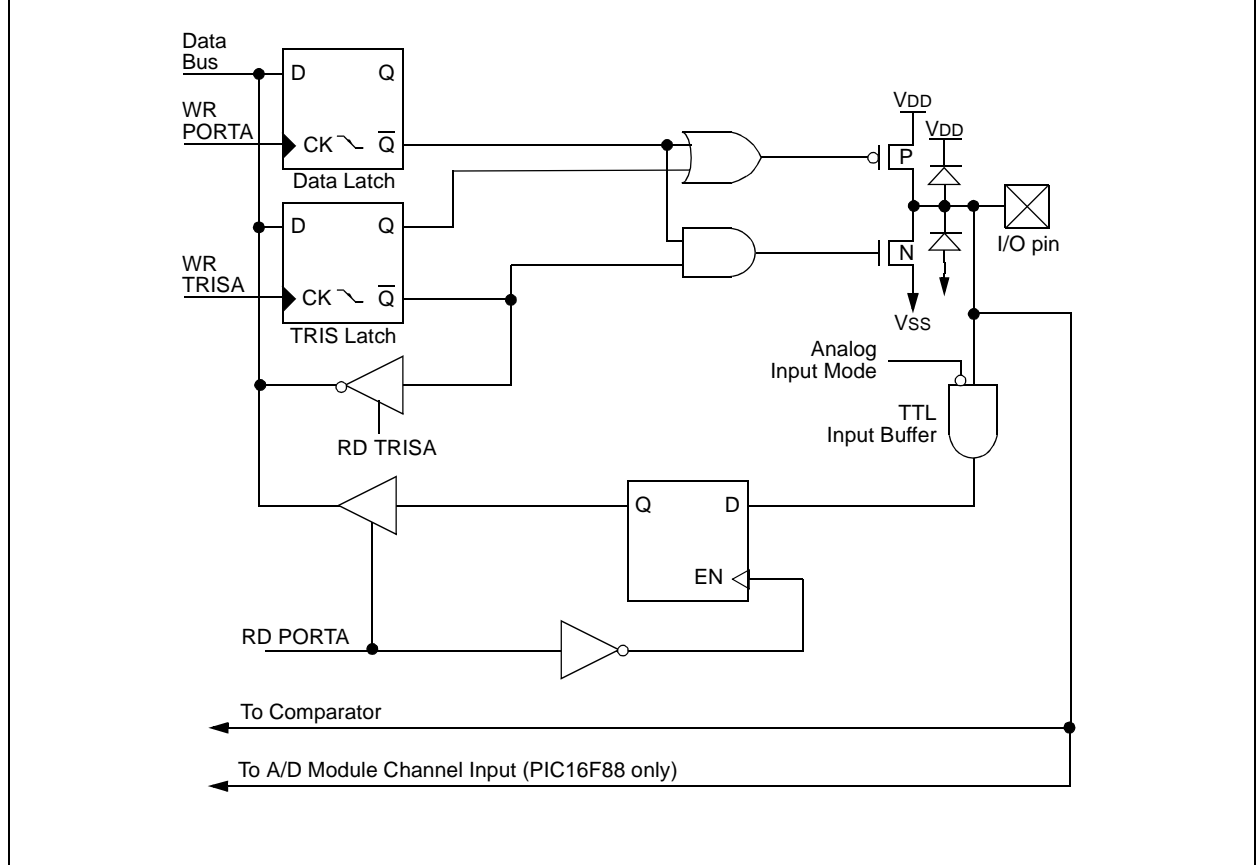 Data
Bus
D Q
VDD
WR
PORTA
VDD
CK Q
P
Data Latch
D Q
I/O pin
N
WR
TRISA
CK Q
VSS
TRIS Latch
Analog
Input Mode
TTL
Input Buffer
RD TRISA
Q D
EN
RD PORTA
To Comparator
To A/D Module Channel Input (PIC16F88 only)